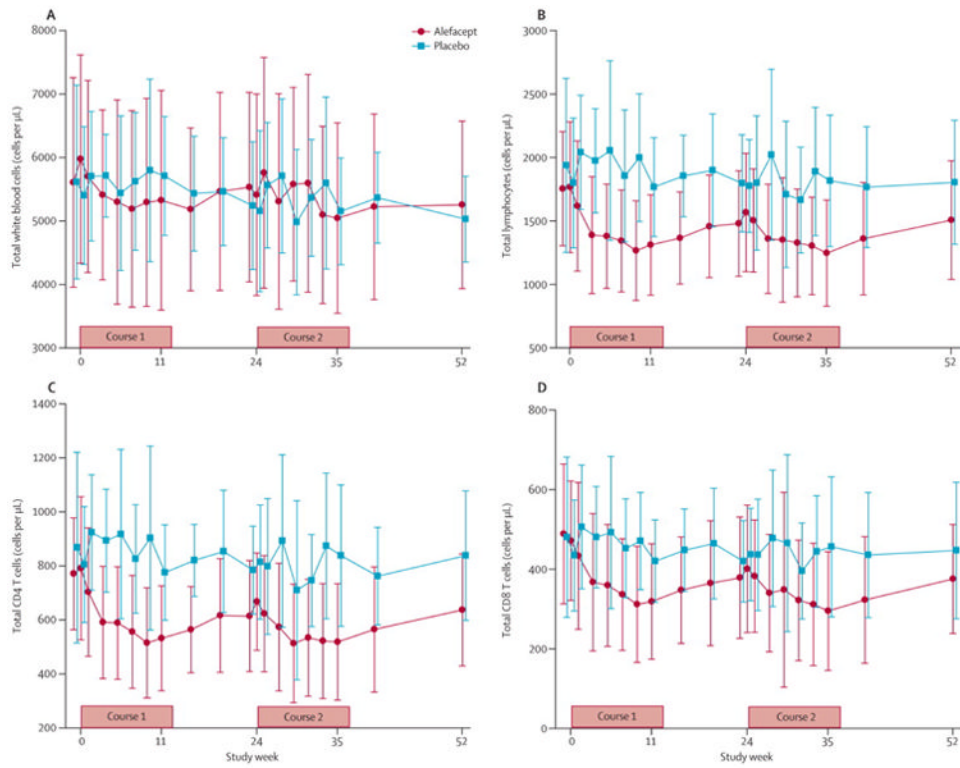 A
Alefacept
Placebo
Total white blood cells (cells per µL)
8000
7000
6000
5000
4000
3000
Course 1
Course 2
0
11
24
35
52
B
Total lymphocytes (cells per µL)
3000
2500
2000
1500
1000
500
Course 1
Course 2
0
11
24
35
52
C
Total CD4 T cells (cells per µL)
1400
1200
1000
800
600
400
200
Course 1
Course 2
0
11
24
35
52
Study week
D
Total CD8 T cells (cells per µL)
800
600
400
200
0
Course 1
Course 2
0
11
24
35
52
Study week